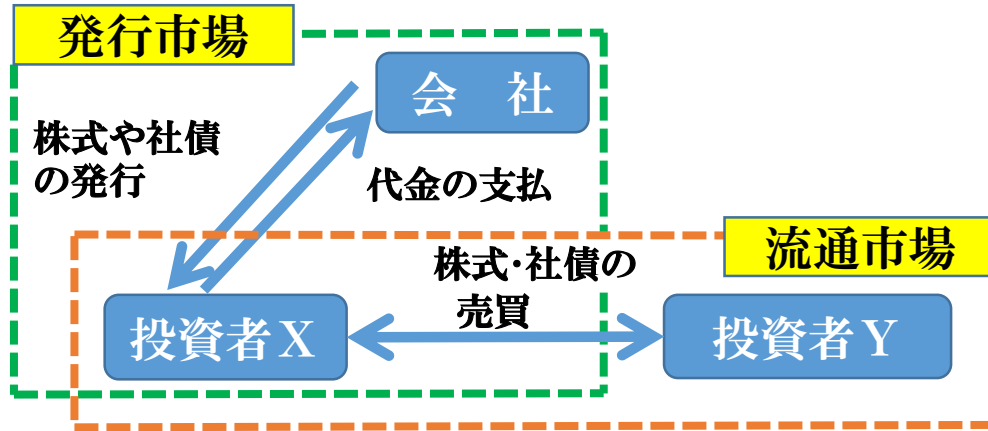 発行市場
会　社
株式や社債
の発行
代金の支払
流通市場
株式･社債の
売買
投資者Ｘ
投資者Ｙ